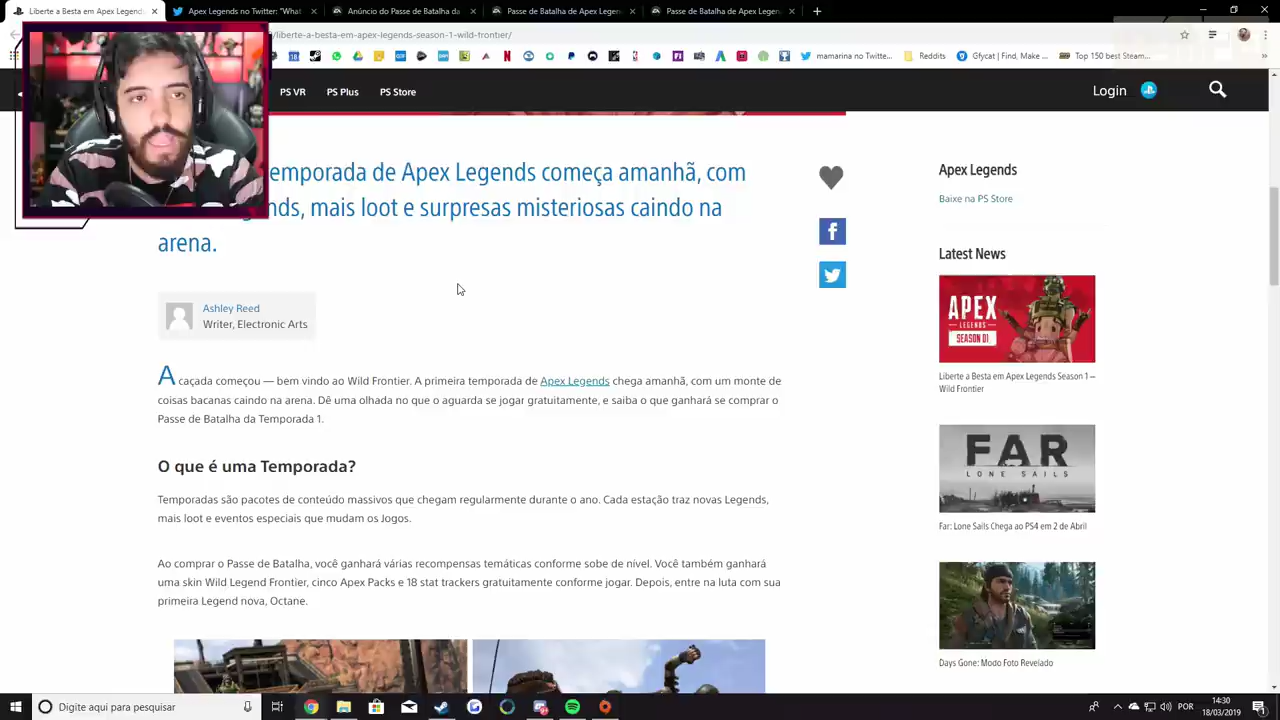 Liberte a Besta em Apex Legends
Apex Legends no Twitter: "What
Anúncio do Passe de Batalha da
Passe de Batalha de Apex Legen
Passe de Batalha de Apex Legen
/liberte-a-besta-em-apex-legends-season-1-wild-frontier/
mamarina no Twitte...
Reddits
Gfycat | Find, Make ...
Top 150 best Steam...
PS VR
PS Plus
PS Store
Login
emporada de Apex Legends começa amanhã, com
nds, mais loot e surpresas misteriosas caindo na
arena.
Ashley Reed
Writer, Electronic Arts
A caçada começou — bem vindo ao Wild Frontier. A primeira temporada de Apex Legends chega amanhã, com um monte de
coisas bacanas caindo na arena. Dê uma olhada no que o aguarda se jogar gratuitamente, e saiba o que ganhará se comprar o
Passe de Batalha da Temporada 1.
O que é uma Temporada?
Temporadas são pacotes de conteúdo massivos que chegam regularmente durante o ano. Cada estação traz novas Legends,
mais loot e eventos especiais que mudam os Jogos.
Ao comprar o Passe de Batalha, você ganhará várias recompensas temáticas conforme sobe de nível. Você também ganhará
uma skin Wild Legend Frontier, cinco Apex Packs e 18 stat trackers gratuitamente conforme jogar. Depois, entre na luta com sua
primeira Legend nova, Octane.
Apex Legends
Baixe na PS Store
Latest News
APEX
LEGENDS
SEASON 01
Liberte a Besta em Apex Legends Season 1 –
Wild Frontier
FAR
LONE SAILS
Far: Lone Sails Chega ao PS4 em 2 de Abril
Days Gone: Modo Foto Revelado
Digite aqui para pesquisar
POR
14:30
18/03/2019